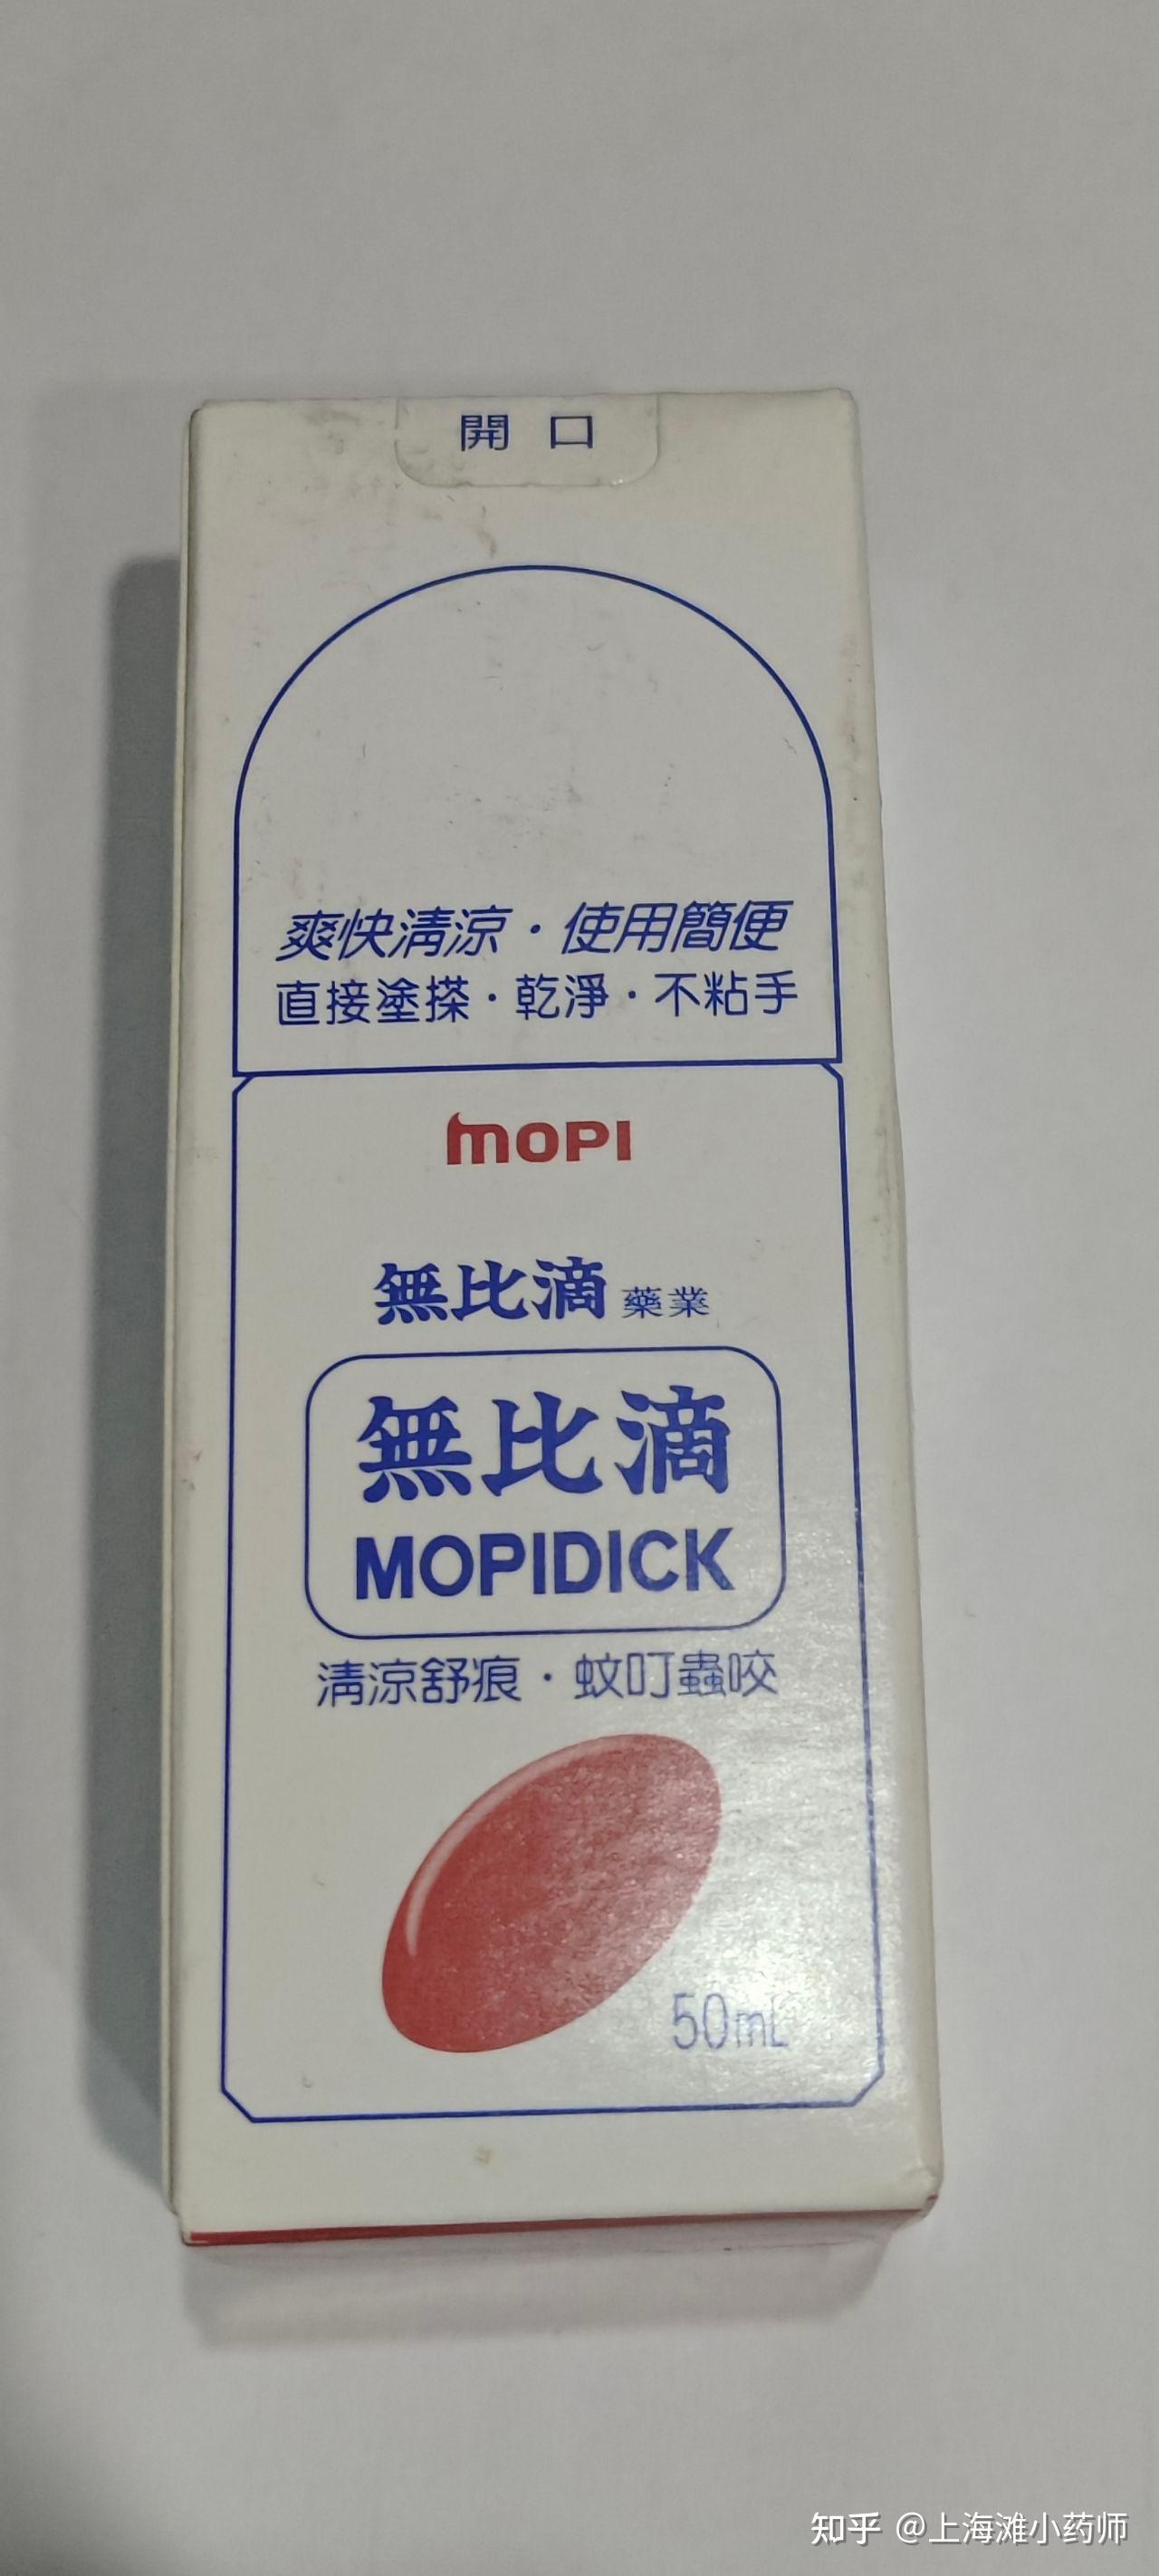 開口
爽快清涼・使用簡便
直接塗搽・乾淨・不粘手
mOPI
無比滴藥業
無比滴
MOPIDICK
清涼舒痕・蚊叮蟲咬
50mL
知乎 @上海滩小药师